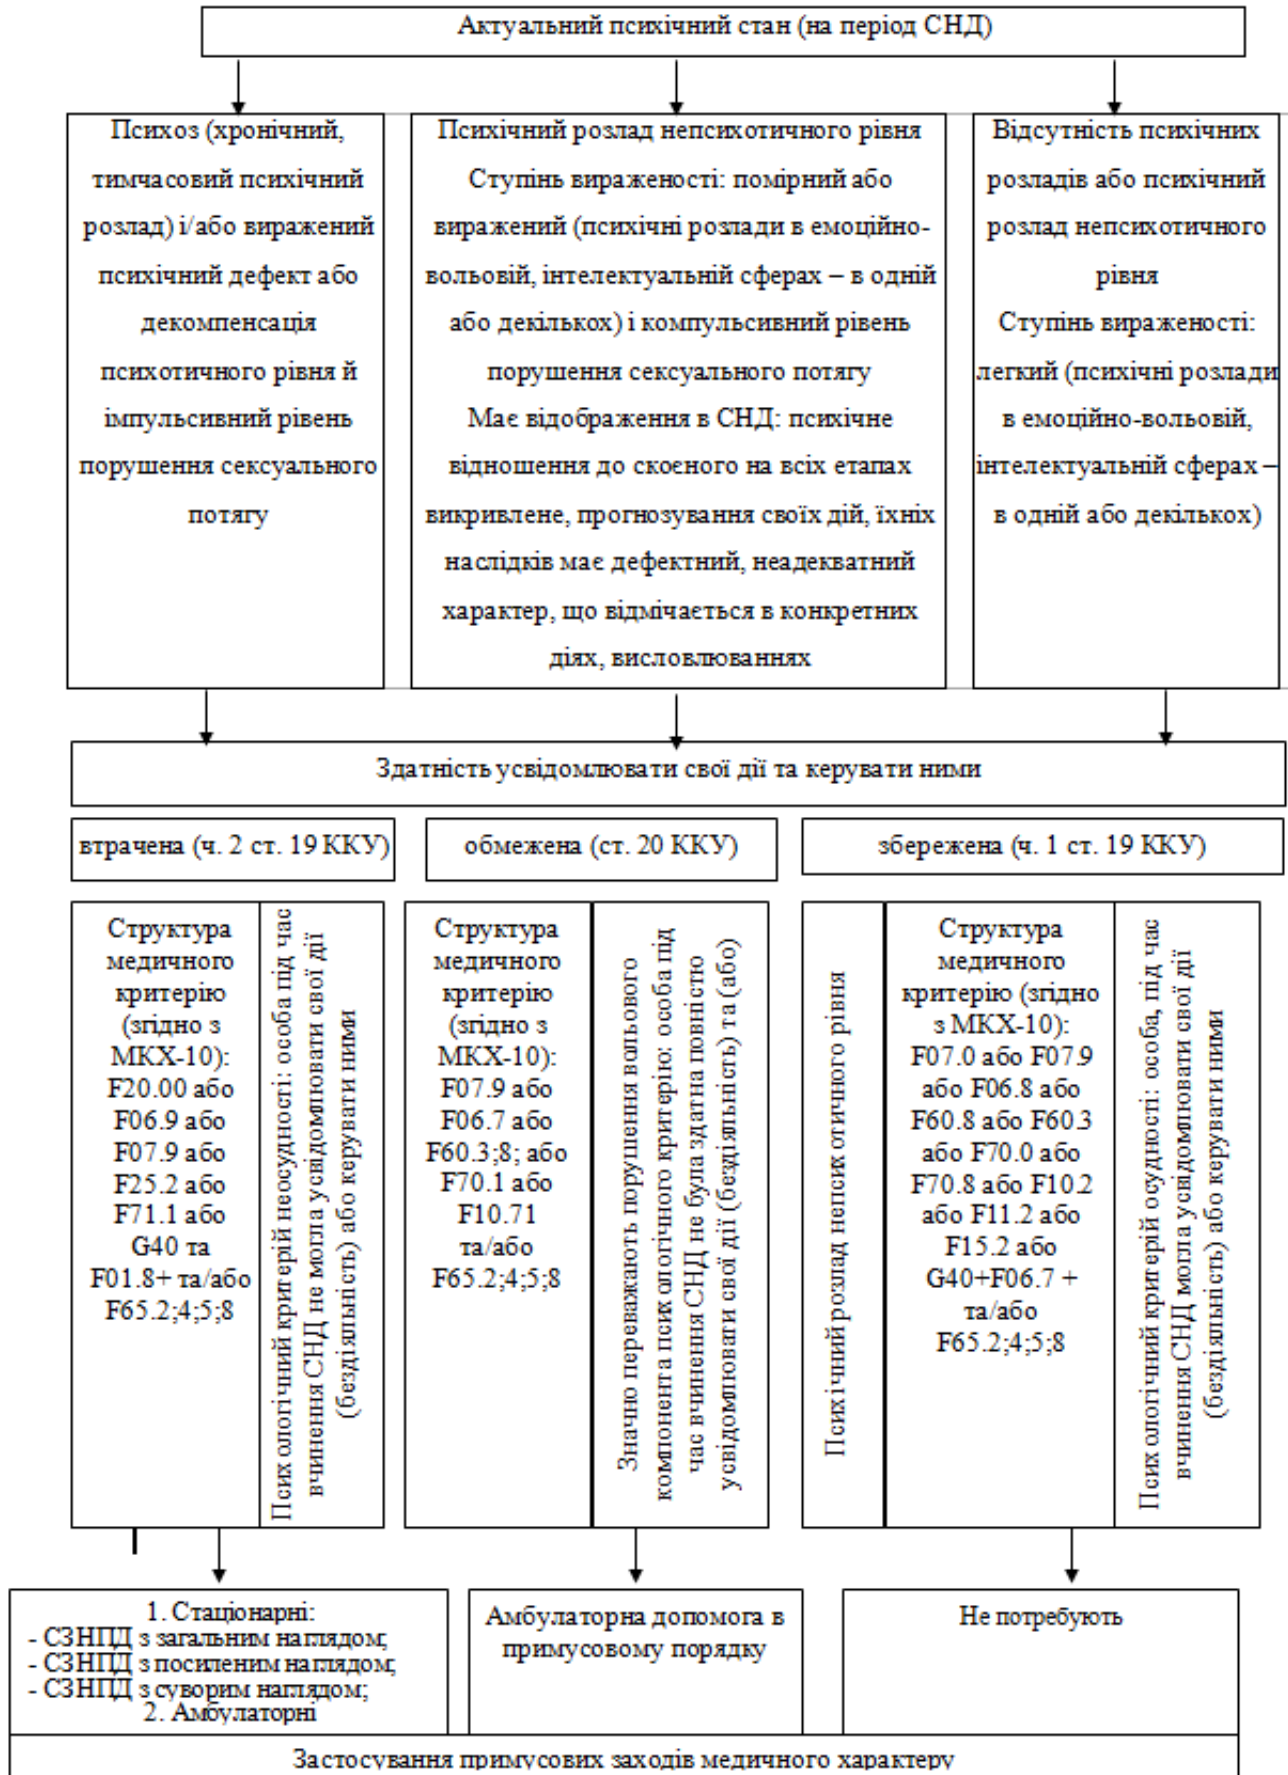 Актуальний психічний стан (на період СНД)
Психоз (хронічний,
тимчасовий психічний
розлад) і/або виражений
психічний дефект або
декомпенсація
психотичного рівня й
імпульсивний рівень
порушення сексуального
потягу
Психічний розлад непсихотичного рівня
Ступінь вираженості: помірний або
виражений (психічні розлади в емоційно-
вольовій, інтелектуальній сферах – в одній
або декількох) і компульсивний рівень
порушення сексуального потягу
Має відображення в СНД: психічне
відношення до скоєного на всіх етапах
викривлене, прогнозування своїх дій, їхніх
наслідків має дефектний, неадекватний
характер, що відмічається в конкретних
діях, висловлюваннях
Відсутність психічних
розладів або психічний
розлад непсихотичного
рівня
Ступінь вираженості:
легкий (психічні розлади
в емоційно-вольовій,
інтелектуальній сферах –
в одній або декількох)
Здатність усвідомлювати свої дії та керувати ними
втрачена (ч. 2 ст. 19 ККУ)
обмежена (ст. 20 ККУ)
збережена (ч. 1 ст. 19 ККУ)
Структура
медичного
критерію
(згідно з
МКХ-10):
F20.00 або
F06.9 або
F07.9 або
F25.2 або
F71.1 або
G40 та
F01.8+ та/або
F65.2;4;5;8
Психологічний критерій неосудності: особа під час
вчинення СНД не могла усвідомлювати свої дії
(бездіяльність) або керувати ними
Структура
медичного
критерію
(згідно з
МКХ-10):
F07.9 або
F06.7 або
F60.3;8; або
F70.1 або
F10.71
та/або
F65.2;4;5;8
Значно переважають порушення вольового
компонента психологічного критерію: особа під
час вчинення СНД не була здатна повністю
усвідомлювати свої дії (бездіяльність) та (або)
Психічний розлад непсихотичного рівня
Структура
медичного
критерію (згідно
з МКХ-10):
F07.0 або F07.9
або F06.8 або
F60.8 або F60.3
або F70.0 або
F70.8 або F10.2
або F11.2 або
F15.2 або
G40+F06.7 +
та/або
F65.2;4;5;8
Психологічний критерій осудності: особа, під час
вчинення СНД могла усвідомлювати свої дії
(бездіяльність) або керувати ними
1. Стаціонарні:
- СЗНПД з загальним наглядом;
- СЗНПД з посиленим наглядом;
- СЗНПД з суворим наглядом;
2. Амбулаторні
Амбулаторна допомога в
примусовому порядку
Не потребують
Застосування примусових заходів медичного характеру